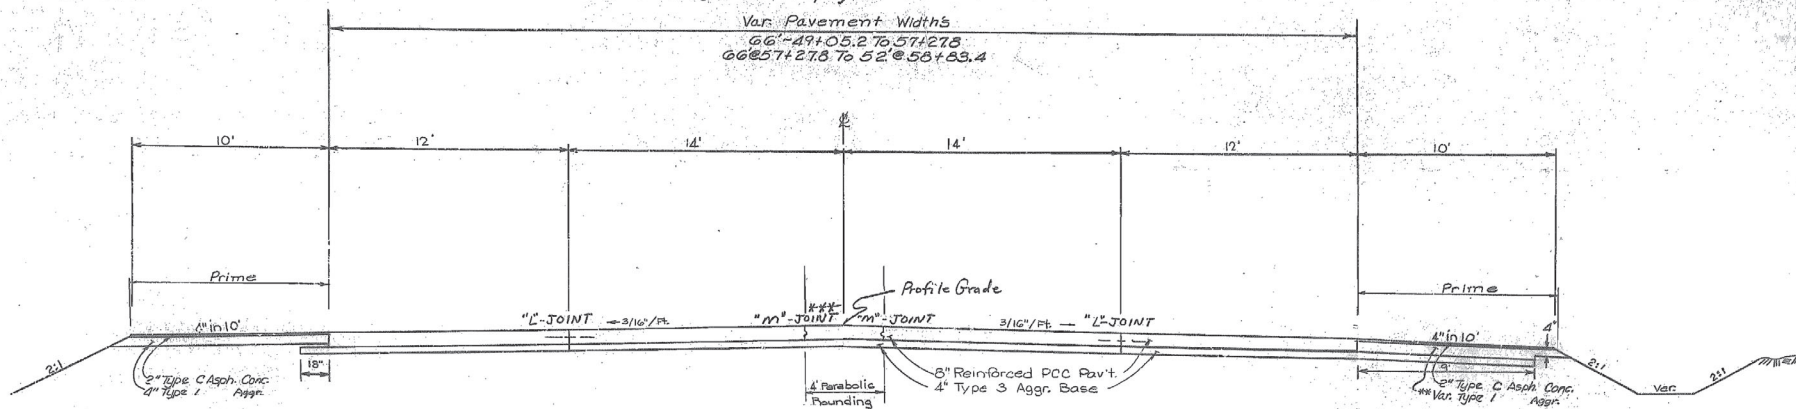 Var. Pavement Widths
66'-49+05.2 To 57+27.8
66'@57+27.8 To 52'@58+83.4
℄
10' 12' 14' 14' 12' 10'
Prime
Prime
Profile Grade
***
4" in 10'
"L"-JOINT
3/16"/Ft.
"M"-JOINT
"M"-JOINT
3/16"/Ft.
"L"-JOINT
4" in 10'
4"
2:1
18"
2" Type C Asph. Conc.
4" Type 1 Aggr.
4' Parabolic
Rounding
8" Reinforced PCC Pav't.
4" Type 3 Aggr. Base
9'
2" Type C Asph. Conc.
** Var. Type 1 Aggr.
2:1
Var.
2:1